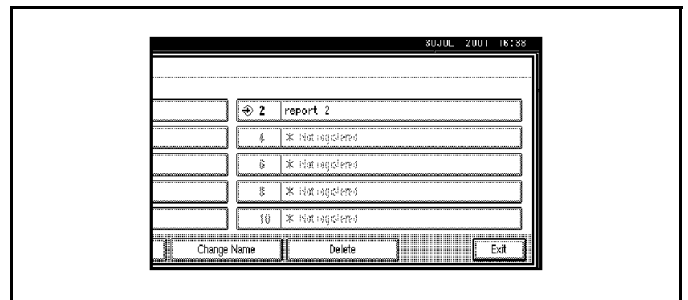 30JUL 2001 16:38
2 report 2
4 * Not registered
6 * Not registered
8 * Not registered
10 * Not registered
Change Name Delete Exit